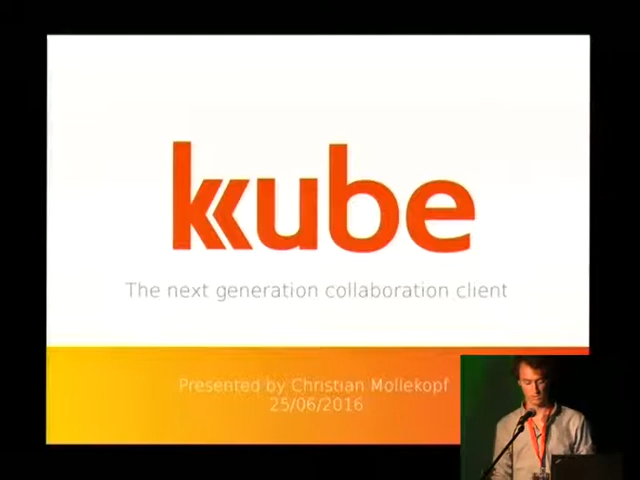 kube
The next generation collaboration client
Presented by Christian Mollekopf
25/06/2016